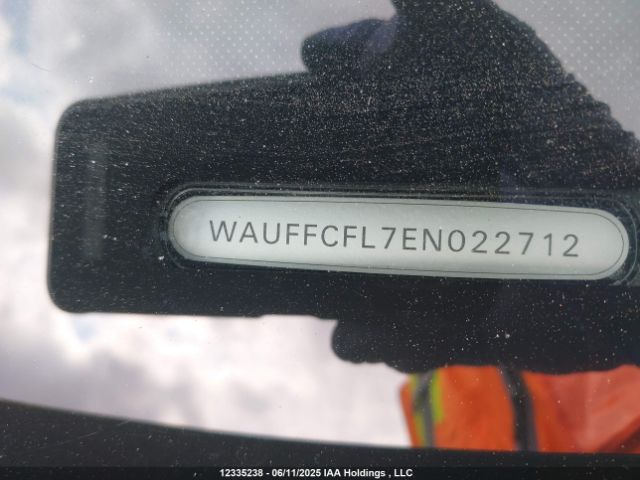 WAUFFCFL7EN022712
12335238 - 06/11/2025 IAA Holdings , LLC